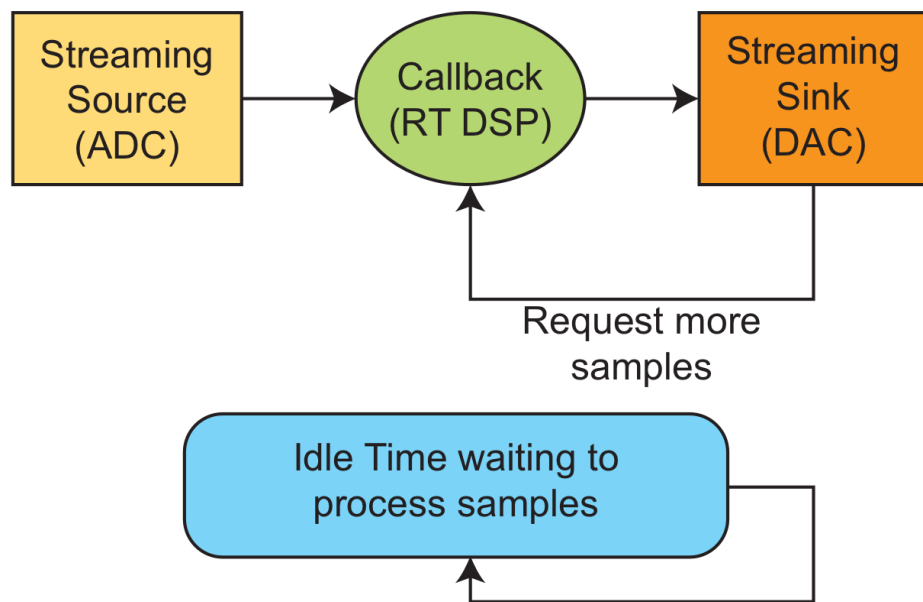 Streaming
Source
(ADC)
Callback
(RT DSP)
Streaming
Sink
(DAC)
Request more
samples
Idle Time waiting to
process samples